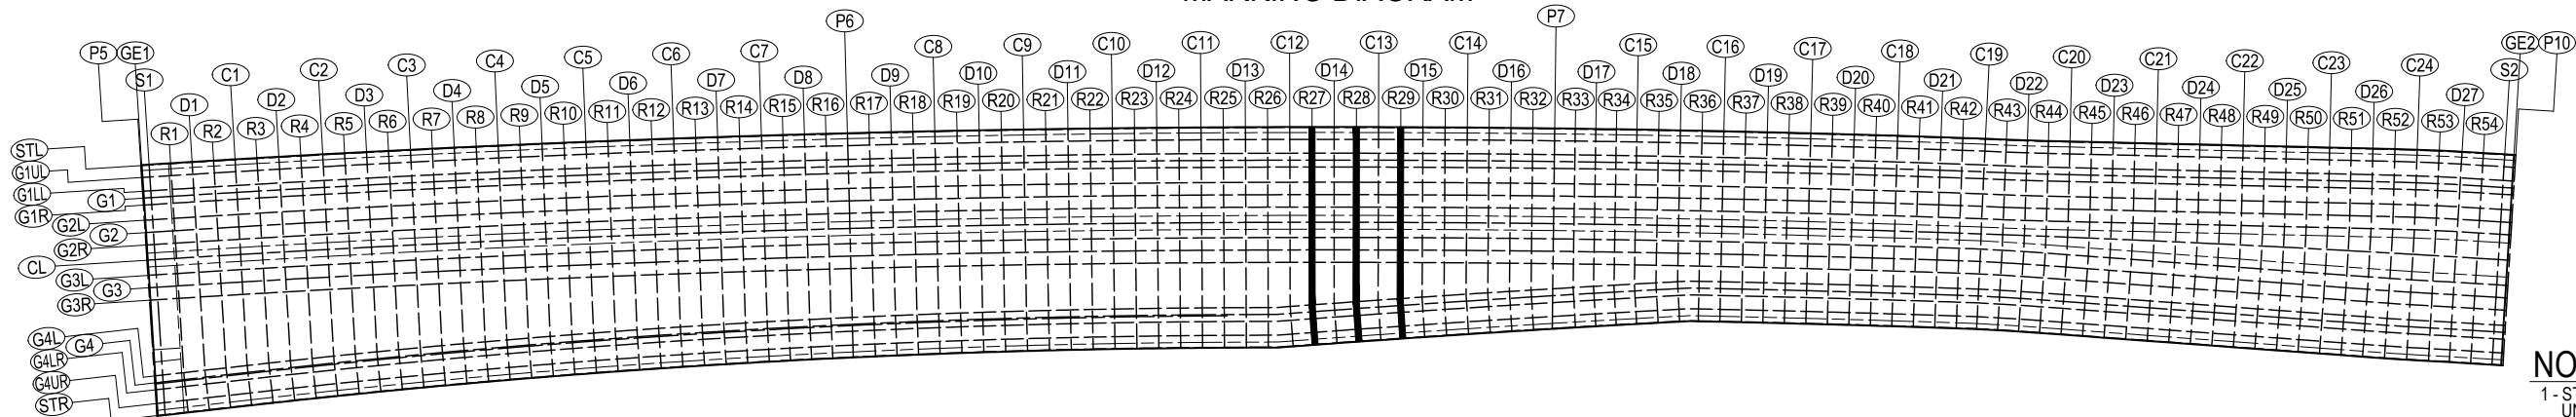 P6 P7
C7 C8 C9 C10 C11 C12 C13 C14 C15 C16 C17 C18 C19 C20 C21 C22 C23 C24 GE2 P10
P5 GE1 C1 C2 C3 C4 C5 C6
S1 D1 D2 D3 D4 D5 D6 D7 D8 D9 D10 D11 D12 D13 D14 D15 D16 D17 D18 D19 D20 D21 D22 D23 D24 D25 D26 D27 S2
R1 R2 R3 R4 R5 R6 R7 R8 R9 R10 R11 R12 R13 R14 R15 R16 R17 R18 R19 R20 R21 R22 R23 R24 R25 R26 R27 R28 R29 R30 R31 R32 R33 R34 R35 R36 R37 R38 R39 R40 R41 R42 R43 R44 R45 R46 R47 R48 R49 R50 R51 R52 R53 R54
STL
G1UL
G1LL
G1
G1R
G2L
G2
G2R
CL
G3L
G3
G3R
G4L
G4
G4LR
G4UR
STR